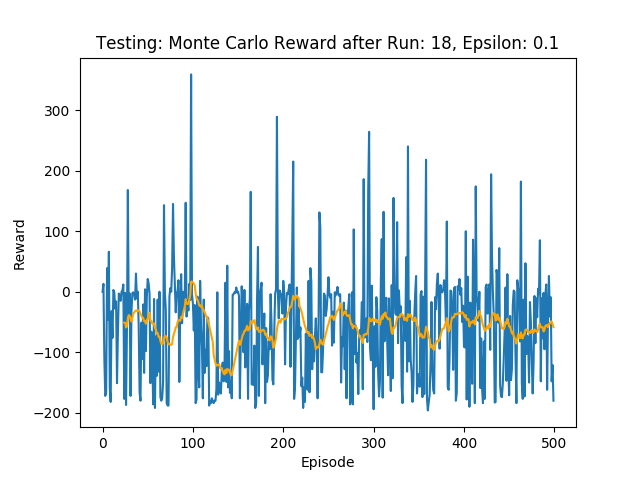 Testing: Monte Carlo Reward after Run: 18, Epsilon: 0.1
Reward
300
200
100
0
−100
−200
0 100 200 300 400 500
Episode